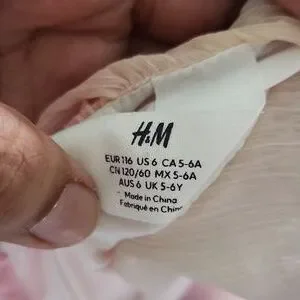 H&M
EUR 116 US 6 CA 5-6A
CN 120/60 MX 5-6A
AUS 6 UK 5-6Y
Made in China
Fabriqué en Chine